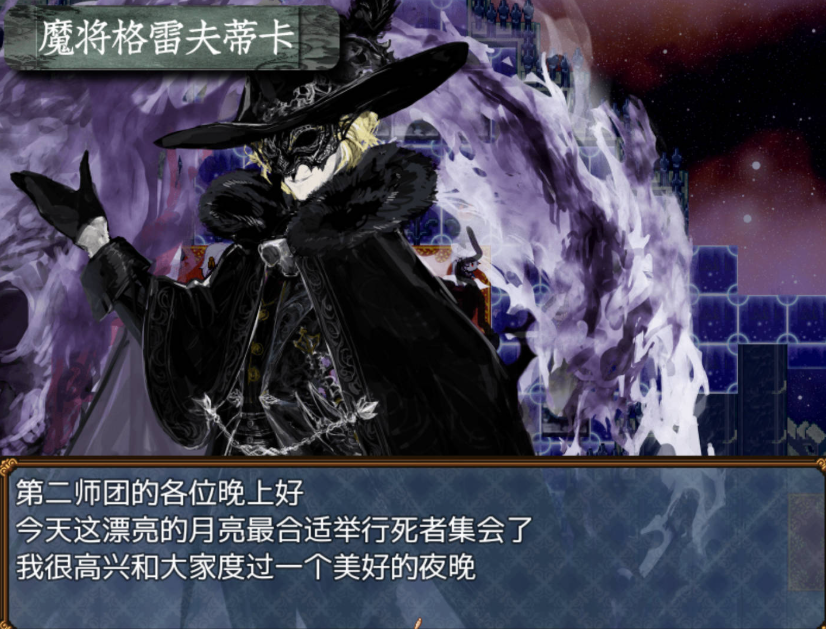 魔将格雷夫蒂卡
第二师团的各位晚上好
今天这漂亮的月亮最合适举行死者集会了
我很高兴和大家度过一个美好的夜晚